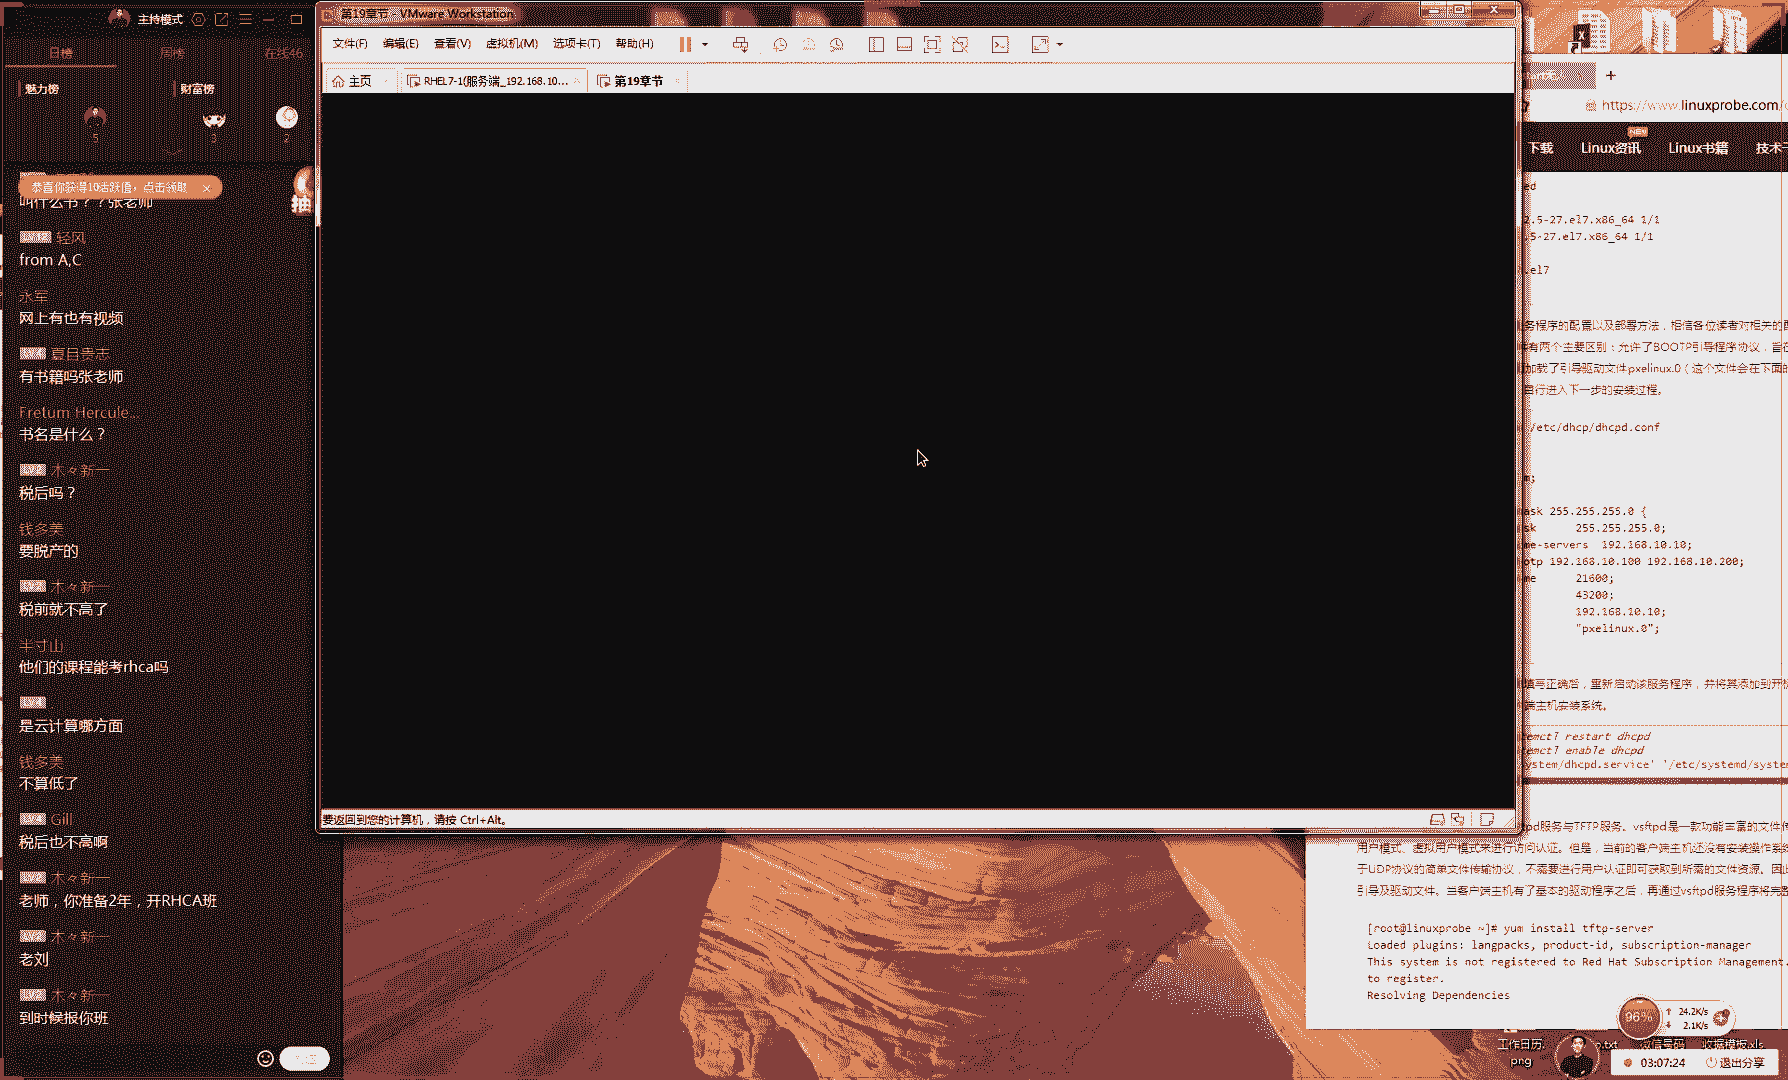 主持模式
日榜
周榜
在线46
魅力榜
财富榜
5
3
2
恭喜你获得10活跃值，点击领取
叫什么书？？张老师
抽
轻风
from A,C
永军
网上有也有视频
夏目贵志
有书籍吗张老师
Fretum Hercule...
书名是什么？
木々新一
税后吗？
钱多美
要脱产的
木々新一
税前就不高了
半寸山
他们的课程能考rhca吗
是云计算哪方面
钱多美
不算低了
Gill
税后也不高啊
木々新一
老师，你准备2年，开RHCA班
木々新一
老刘
木々新一
到时候报你班
第19章节 - VMware Workstation
文件(F) 编辑(E) 查看(V) 虚拟机(M) 选项卡(T) 帮助(H)
主页
RHEL7-1(服务端_192.168.10...
第19章节
要返回到您的计算机，请按 Ctrl+Alt。
https://www.linuxprobe.com/
下载
NEW
Linux资讯
Linux书籍
ed
2.5-27.el7.x86_64 1/1
.5-27.el7.x86_64 1/1
.el7
务程序的配置以及部署方法，相信各位读者对相关的
有两个主要区别：允许了BOOTP引导程序协议，旨在
加载了引导驱动文件pxelinux.0（这个文件会在下面的
自行进入下一步的安装过程。
/etc/dhcp/dhcpd.conf
m;
ask 255.255.255.0 {
sk 255.255.255.0;
me-servers 192.168.10.10;
otp 192.168.10.100 192.168.10.200;
me 21600;
43200;
192.168.10.10;
"pxelinux.0";
填写正确后，重新启动该服务程序，并将其添加到开
端主机安装系统。
emctl restart dhcpd
emctl enable dhcpd
ystem/dhcpd.service' '/etc/systemd/system
pd服务与TFTP服务。vsftpd是一款功能丰富的文件传
用户模式、虚拟用户模式来进行访问认证。但是，当前的客户端主机还没有安装操作系统
于UDP协议的简单文件传输协议，不需要进行用户认证即可获取到所需的文件资源。因此
引导及驱动文件。当客户端主机有了基本的驱动程序之后，再通过vsftpd服务程序将完整
[root@linuxprobe ~]# yum install tftp-server
Loaded plugins: langpacks, product-id, subscription-manager
This system is not registered to Red Hat Subscription Management.
to register.
Resolving Dependencies
96%
24.2K/s
2.1K/s
工作日历.
png
微信号码
收据模板.xls
03:07:24
退出分享